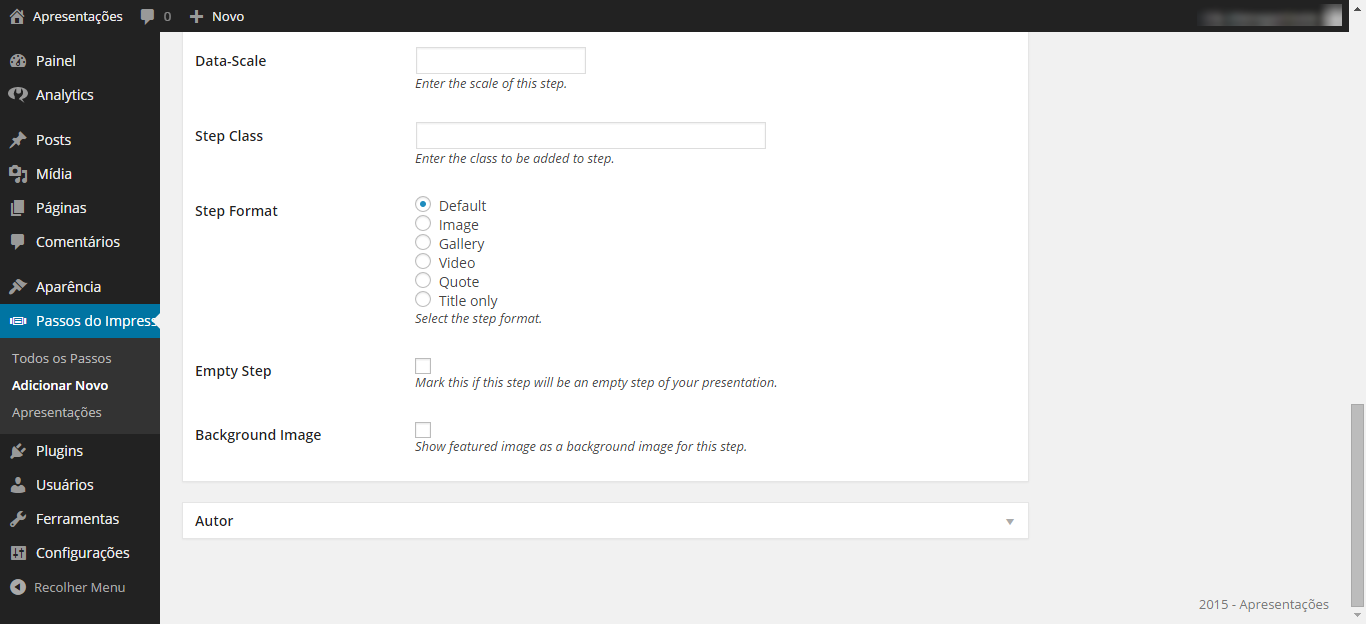 Apresentações 0 Novo
Painel
Analytics
Posts
Mídia
Páginas
Comentários
Aparência
Passos do Impress
Todos os Passos
Adicionar Novo
Apresentações
Plugins
Usuários
Ferramentas
Configurações
Recolher Menu
Data-Scale
Enter the scale of this step.
Step Class
Enter the class to be added to step.
Step Format
Default
Image
Gallery
Video
Quote
Title only
Select the step format.
Empty Step
Mark this if this step will be an empty step of your presentation.
Background Image
Show featured image as a background image for this step.
Autor
2015 - Apresentações